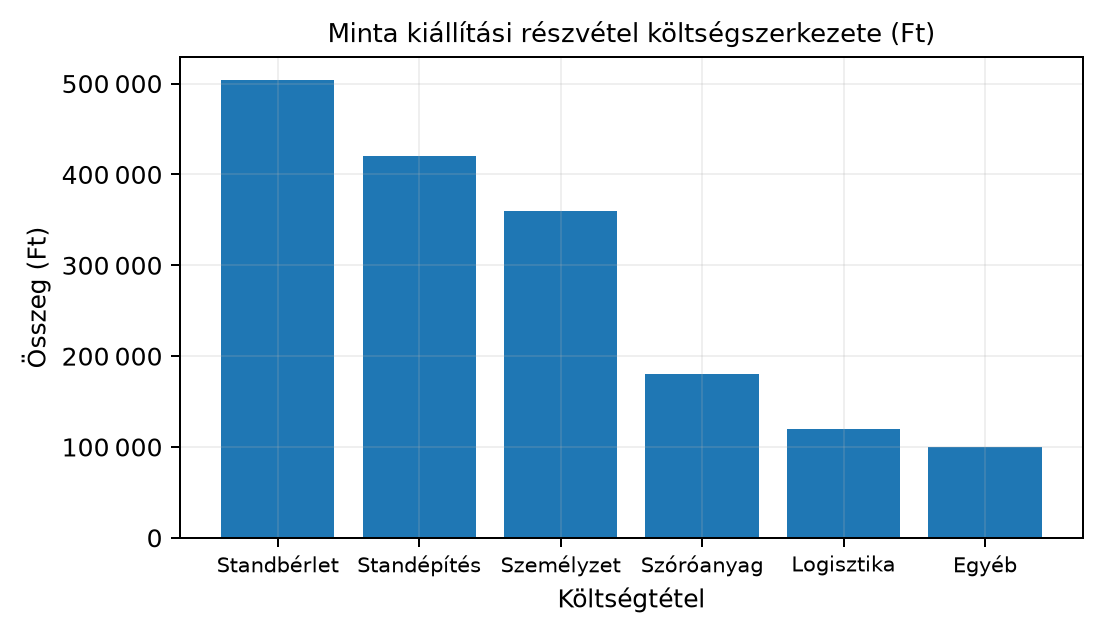 Minta kiállítási részvétel költségszerkezete (Ft)
Összeg (Ft)
500 000
400 000
300 000
200 000
100 000
0
Standbérlet Standépítés Személyzet Szóróanyag Logisztika Egyéb
Költségtétel